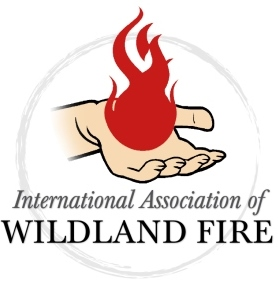 International Association of
WILDLAND FIRE